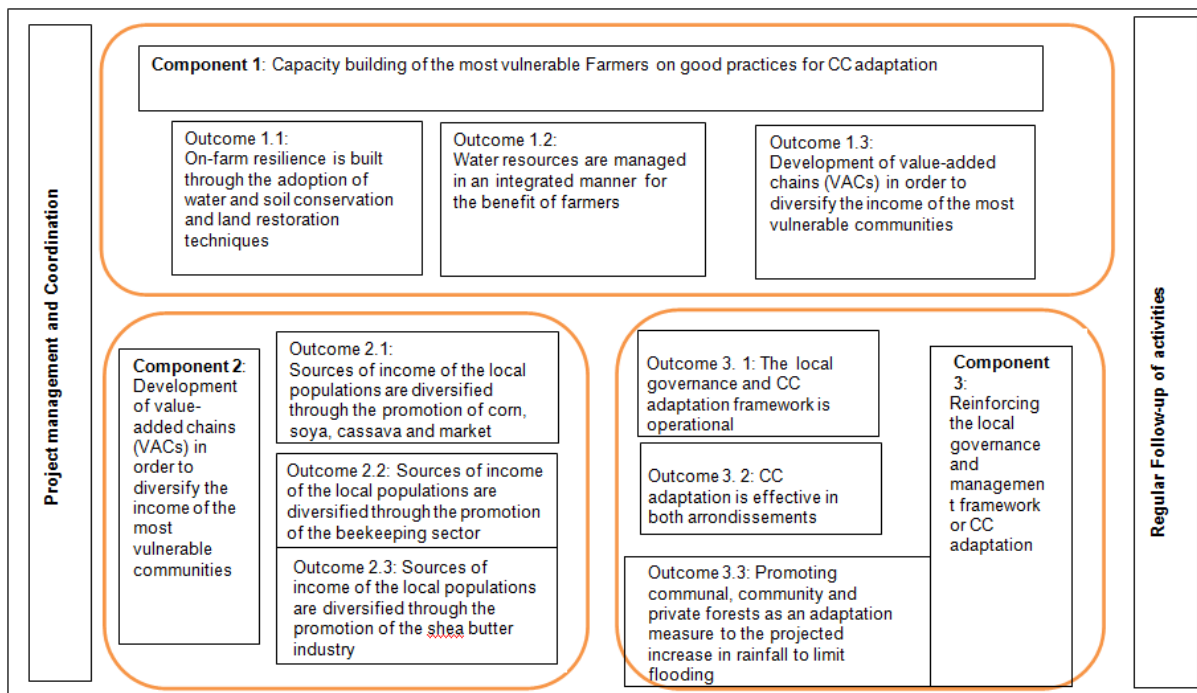 Project management and Coordination
Component 1: Capacity building of the most vulnerable Farmers on good practices for CC adaptation
Outcome 1.1:
On-farm resilience is built
through the adoption of
water and soil conservation
and land restoration
techniques
Outcome 1.2:
Water resources are managed
in an integrated manner for
the benefit of farmers
Outcome 1.3:
Development of value-added
chains (VACs) in order to
diversify the income of the most
vulnerable communities
Component 2:
Development
of value-
added chains
(VACs) in
order to
diversify the
income of the
most
vulnerable
communities
Outcome 2.1:
Sources of income of the local
populations are diversified
through the promotion of corn,
soya, cassava and market
Outcome 2.2: Sources of income
of the local populations are
diversified through the promotion
of the beekeeping sector
Outcome 2.3: Sources of
income of the local populations
are diversified through the
promotion of the shea butter
industry
Outcome 3. 1: The local
governance and CC
adaptation framework is
operational
Outcome 3. 2: CC
adaptation is effective in
both arrondissements
Outcome 3.3: Promoting
communal, community and
private forests as an adaptation
measure to the projected
increase in rainfall to limit
flooding
Component
3:
Reinforcing
the local
governance
and
managemen
t framework
or CC
adaptation
Regular Follow-up of activities